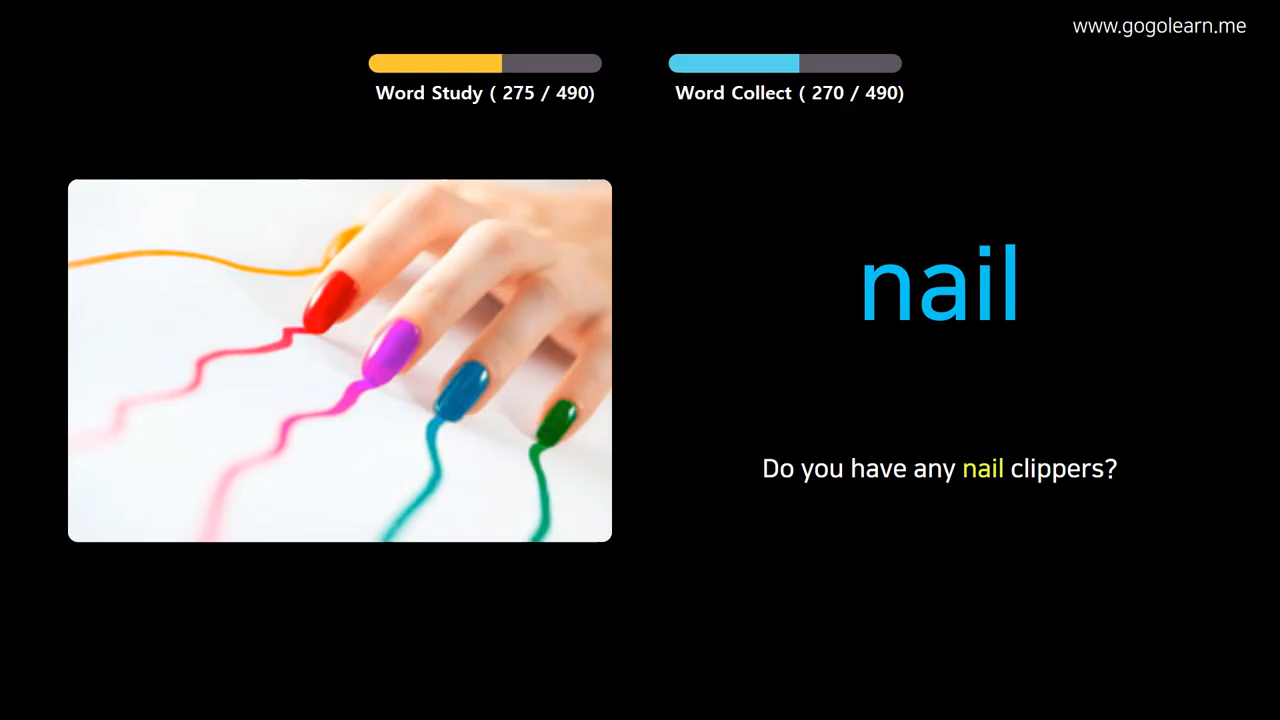 www.gogolearn.me
Word Study ( 275 / 490)
Word Collect ( 270 / 490)
nail
Do you have any nail clippers?